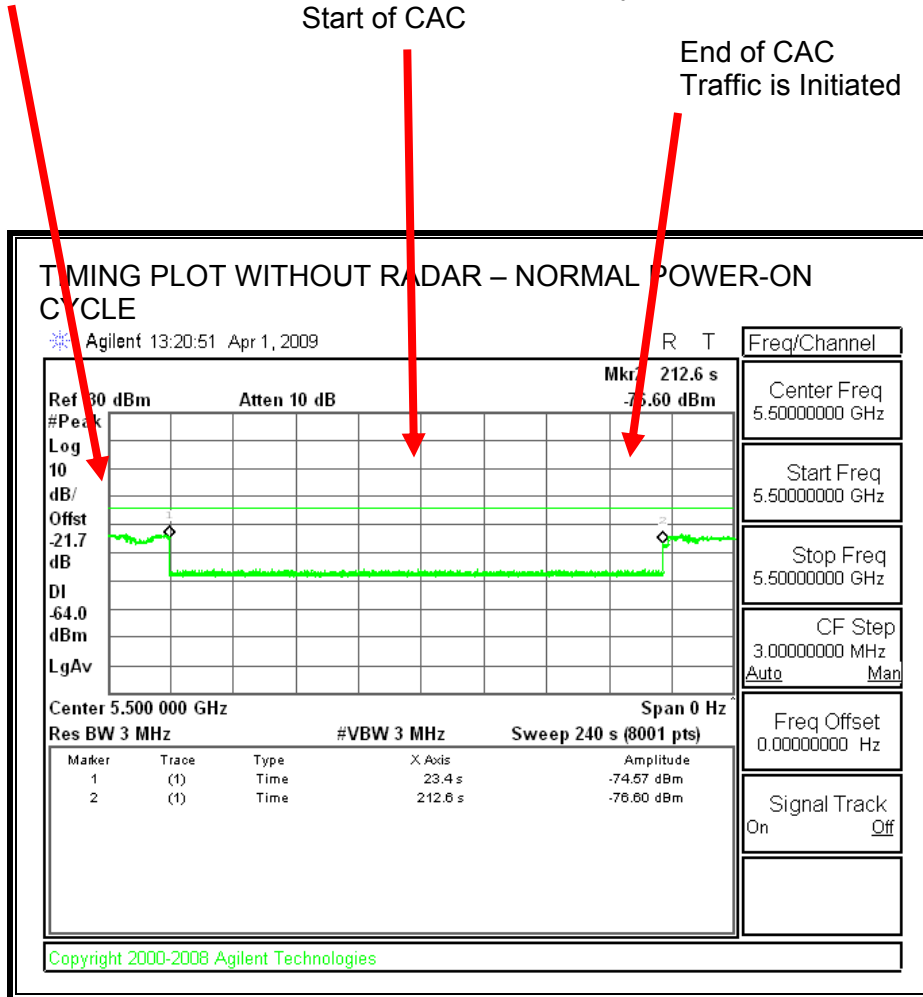 Start of CAC
End of CAC
Traffic is Initiated
TIMING PLOT WITHOUT RADAR – NORMAL POWER-ON
CYCLE
Agilent 13:20:51 Apr 1, 2009 R T
Mkr2 212.6 s
Ref -30 dBm Atten 10 dB -76.60 dBm
#Peak
Log
10
dB/
Offst
-21.7
dB
DI
-64.0
dBm
LgAv
1
2
Center 5.500 000 GHz Span 0 Hz
Res BW 3 MHz #VBW 3 MHz Sweep 240 s (8001 pts)
Marker Trace Type X Axis Amplitude
1 (1) Time 23.4 s -74.57 dBm
2 (1) Time 212.6 s -76.60 dBm
Freq/Channel
Center Freq
5.50000000 GHz
Start Freq
5.50000000 GHz
Stop Freq
5.50000000 GHz
CF Step
3.00000000 MHz
Auto Man
Freq Offset
0.00000000 Hz
Signal Track
On Off
Copyright 2000-2008 Agilent Technologies